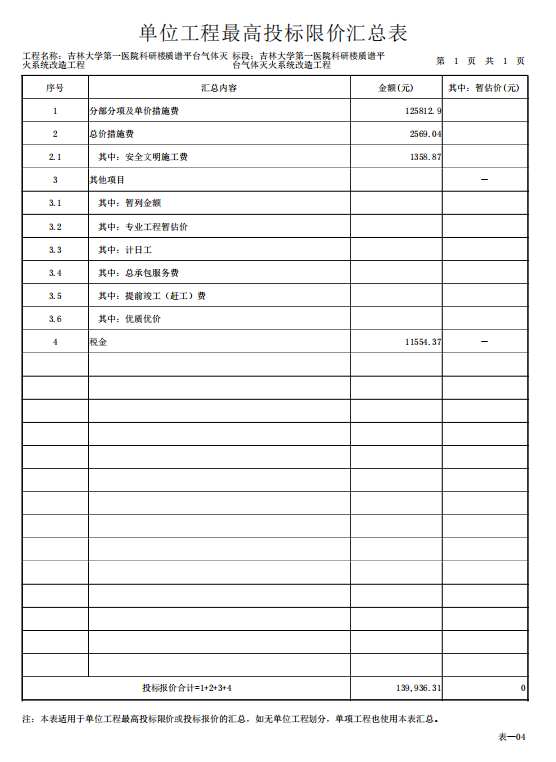 单位工程最高投标限价汇总表
工程名称：吉林大学第一医院科研楼质谱平台气体灭火系统改造工程
标段：吉林大学第一医院科研楼质谱平台气体灭火系统改造工程
第 1 页 共 1 页
序号 汇总内容 金额(元) 其中：暂估价(元)
1 分部分项及单价措施费 125812.9
2 总价措施费 2569.04
2.1 其中：安全文明施工费 1358.87
3 其他项目 —
3.1 其中：暂列金额
3.2 其中：专业工程暂估价
3.3 其中：计日工
3.4 其中：总承包服务费
3.5 其中：提前竣工（赶工）费
3.6 其中：优质优价
4 税金 11554.37 —
投标报价合计=1+2+3+4 139,936.31 0
注：本表适用于单位工程最高投标限价或投标报价的汇总，如无单位工程划分，单项工程也使用本表汇总。
表—04